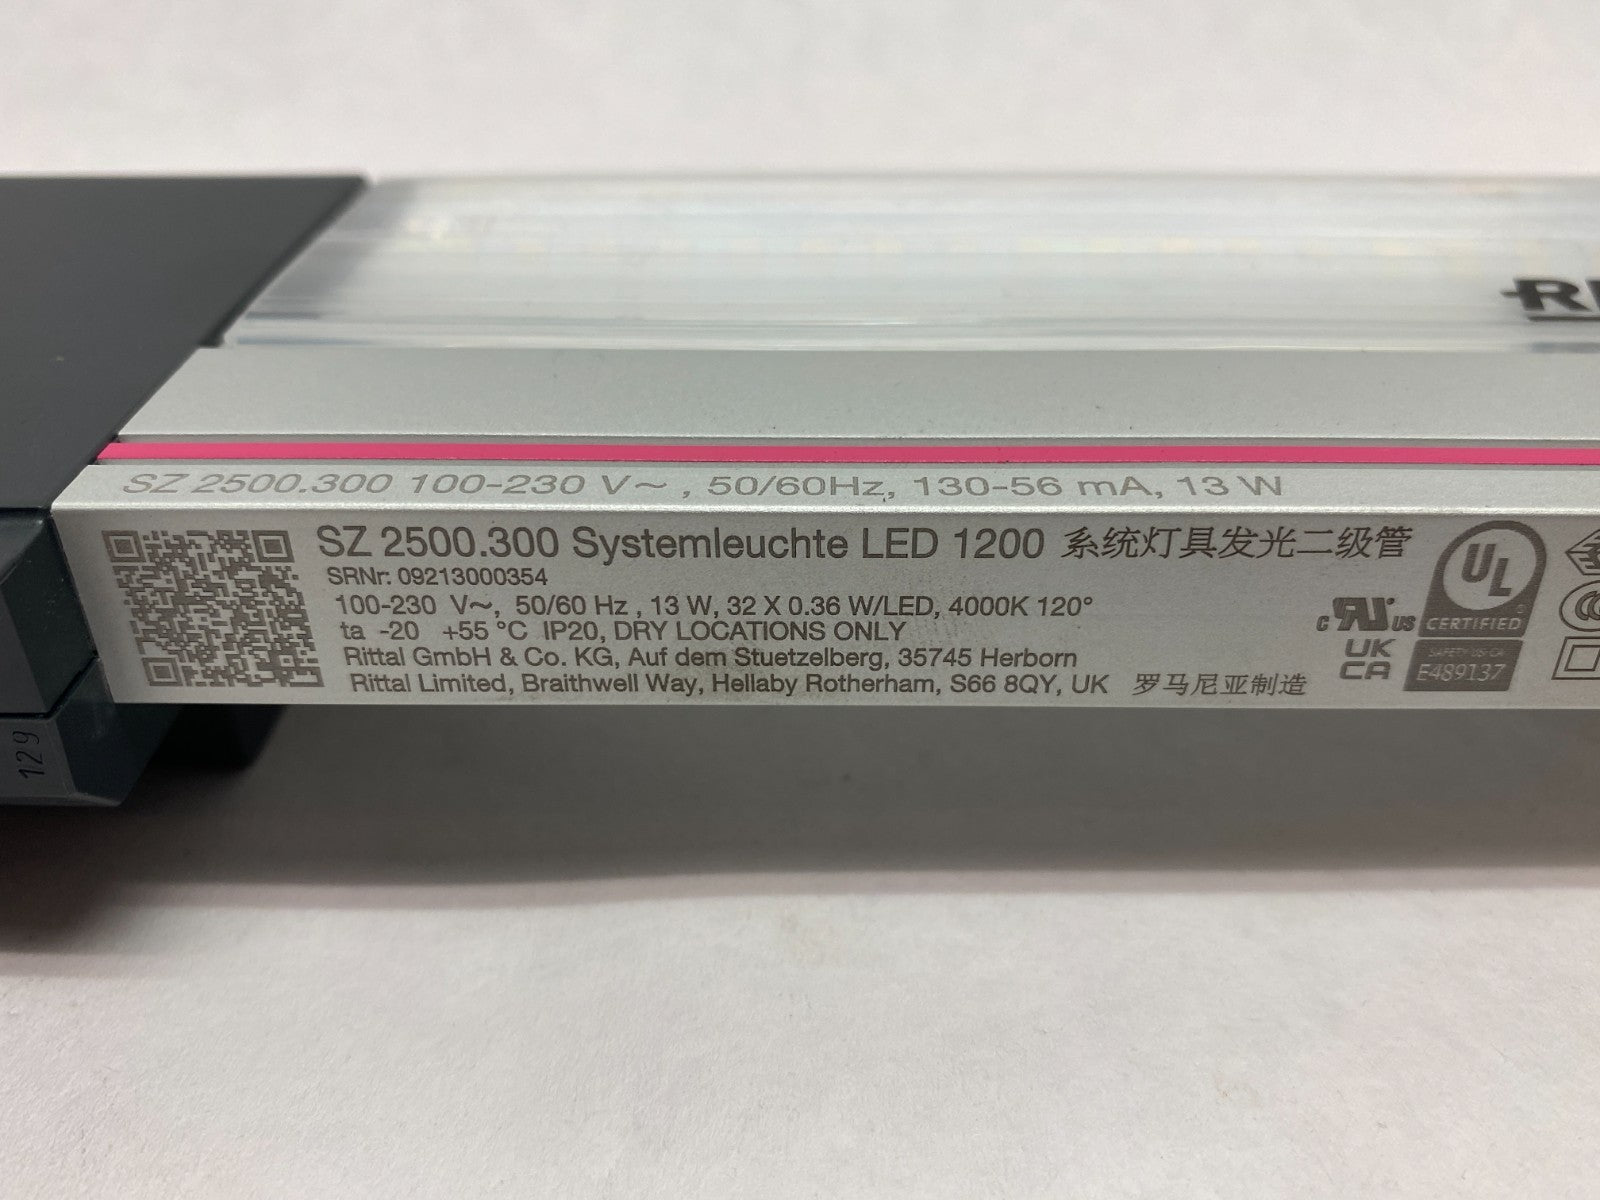 SZ 2500.300 100-230 V~ , 50/60Hz, 130-56 mA, 13 W
SZ 2500.300 Systemleuchte LED 1200 系统灯具发光二级管
SRNr: 09213000354
100-230 V~, 50/60 Hz , 13 W, 32 X 0.36 W/LED, 4000K 120°
ta -20 +55 °C IP20, DRY LOCATIONS ONLY
Rittal GmbH & Co. KG, Auf dem Stuetzelberg, 35745 Herborn
Rittal Limited, Braithwell Way, Hellaby Rotherham, S66 8QY, UK 罗马尼亚制造
c RU us
UK
CA
UL
®
CERTIFIED
SAFETY US-CA
E489137
129